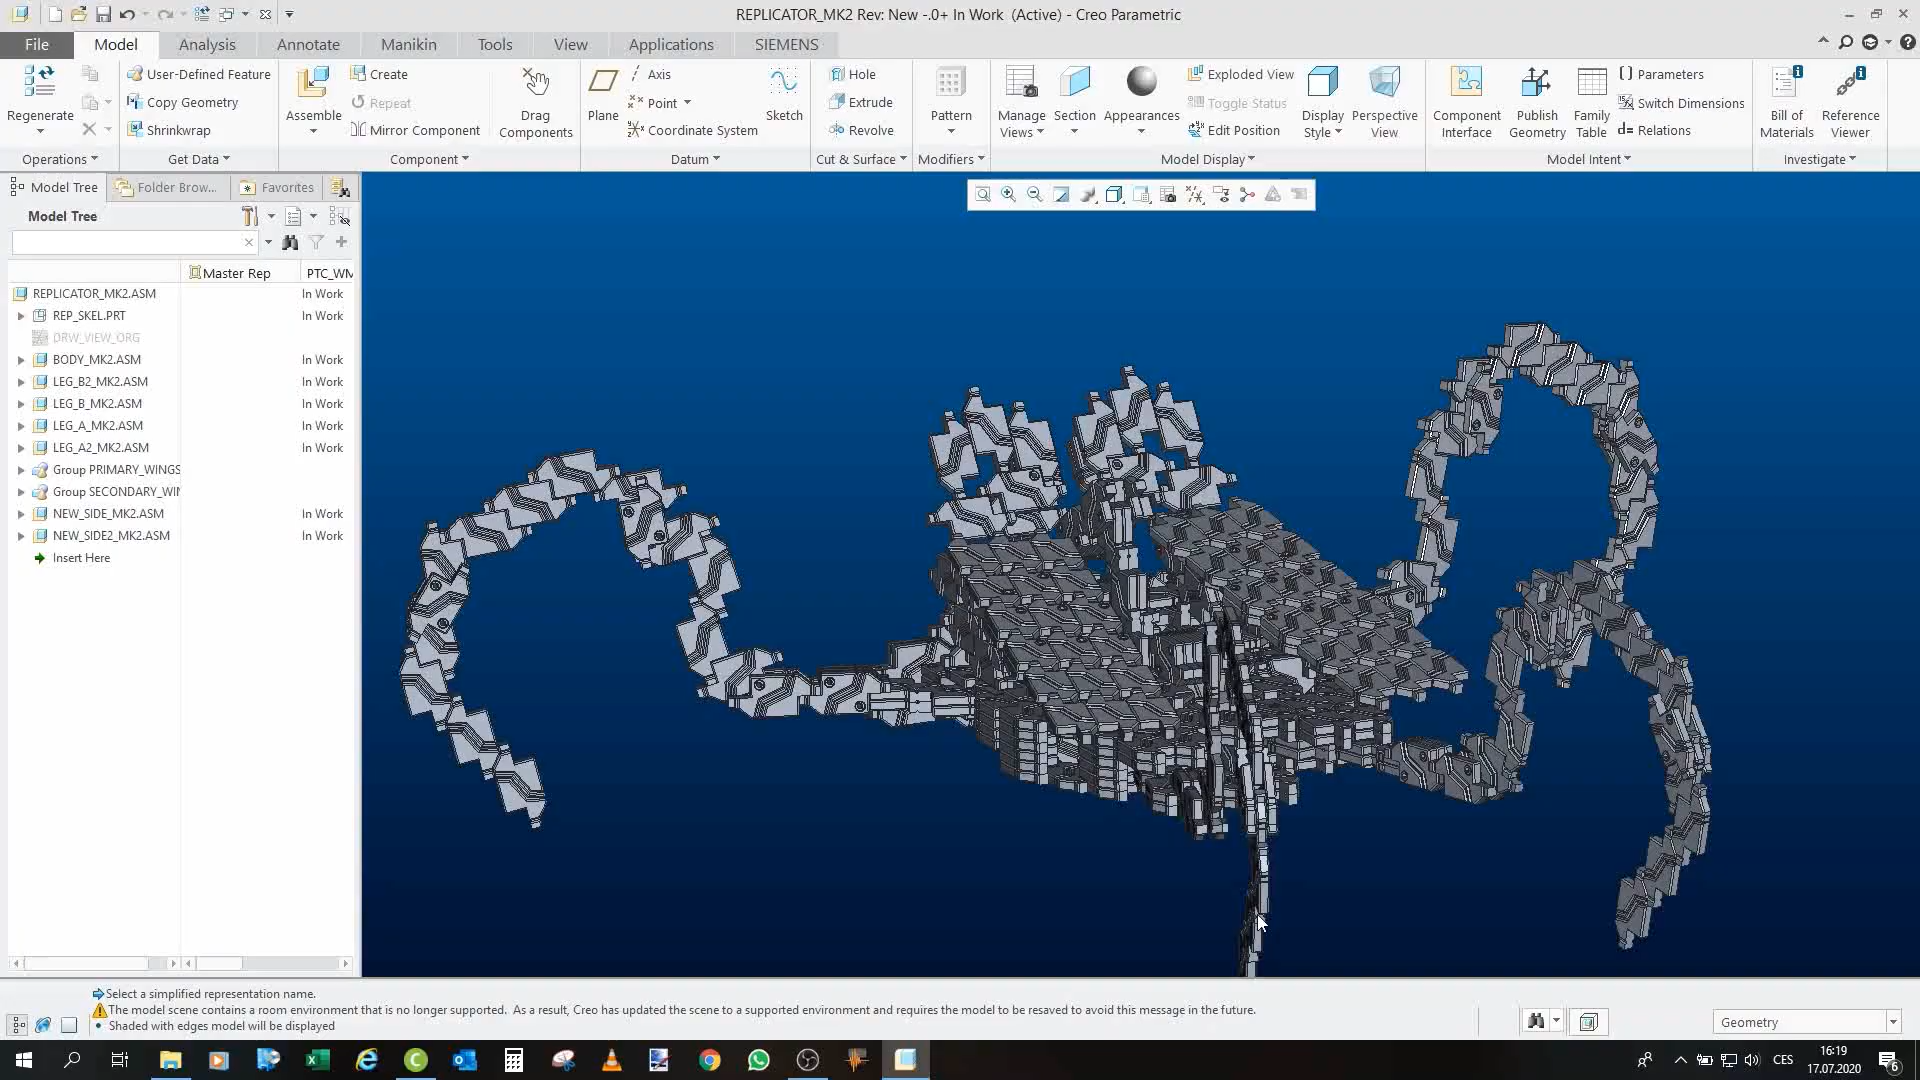 REPLICATOR_MK2 Rev: New -.0+ In Work (Active) - Creo Parametric
File Model Analysis Annotate Manikin Tools View Applications SIEMENS
Regenerate
Operations
User-Defined Feature
Copy Geometry
Shrinkwrap
Get Data
Assemble
Create
Repeat
Mirror Component
Drag
Components
Component
Plane
Axis
Point
Coordinate System
Sketch
Datum
Hole
Extrude
Revolve
Cut & Surface
Pattern
Modifiers
Manage
Views
Section
Appearances
Exploded View
Toggle Status
Edit Position
Display
Style
Perspective
View
Model Display
Component
Interface
Publish
Geometry
Family
Table
Parameters
Switch Dimensions
Relations
Model Intent
Bill of
Materials
Reference
Viewer
Investigate
Model Tree Folder Brow... Favorites
Model Tree
Master Rep PTC_WM
REPLICATOR_MK2.ASM In Work
REP_SKEL.PRT In Work
DRW_VIEW_ORG
BODY_MK2.ASM In Work
LEG_B2_MK2.ASM In Work
LEG_B_MK2.ASM In Work
LEG_A_MK2.ASM In Work
LEG_A2_MK2.ASM In Work
Group PRIMARY_WINGS
Group SECONDARY_WIN
NEW_SIDE_MK2.ASM In Work
NEW_SIDE2_MK2.ASM In Work
Insert Here
Select a simplified representation name.
The model scene contains a room environment that is no longer supported. As a result, Creo has updated the scene to a supported environment and requires the model to be resaved to avoid this message in the future.
Shaded with edges model will be displayed
Geometry
CES
16:19
17.07.2020
6